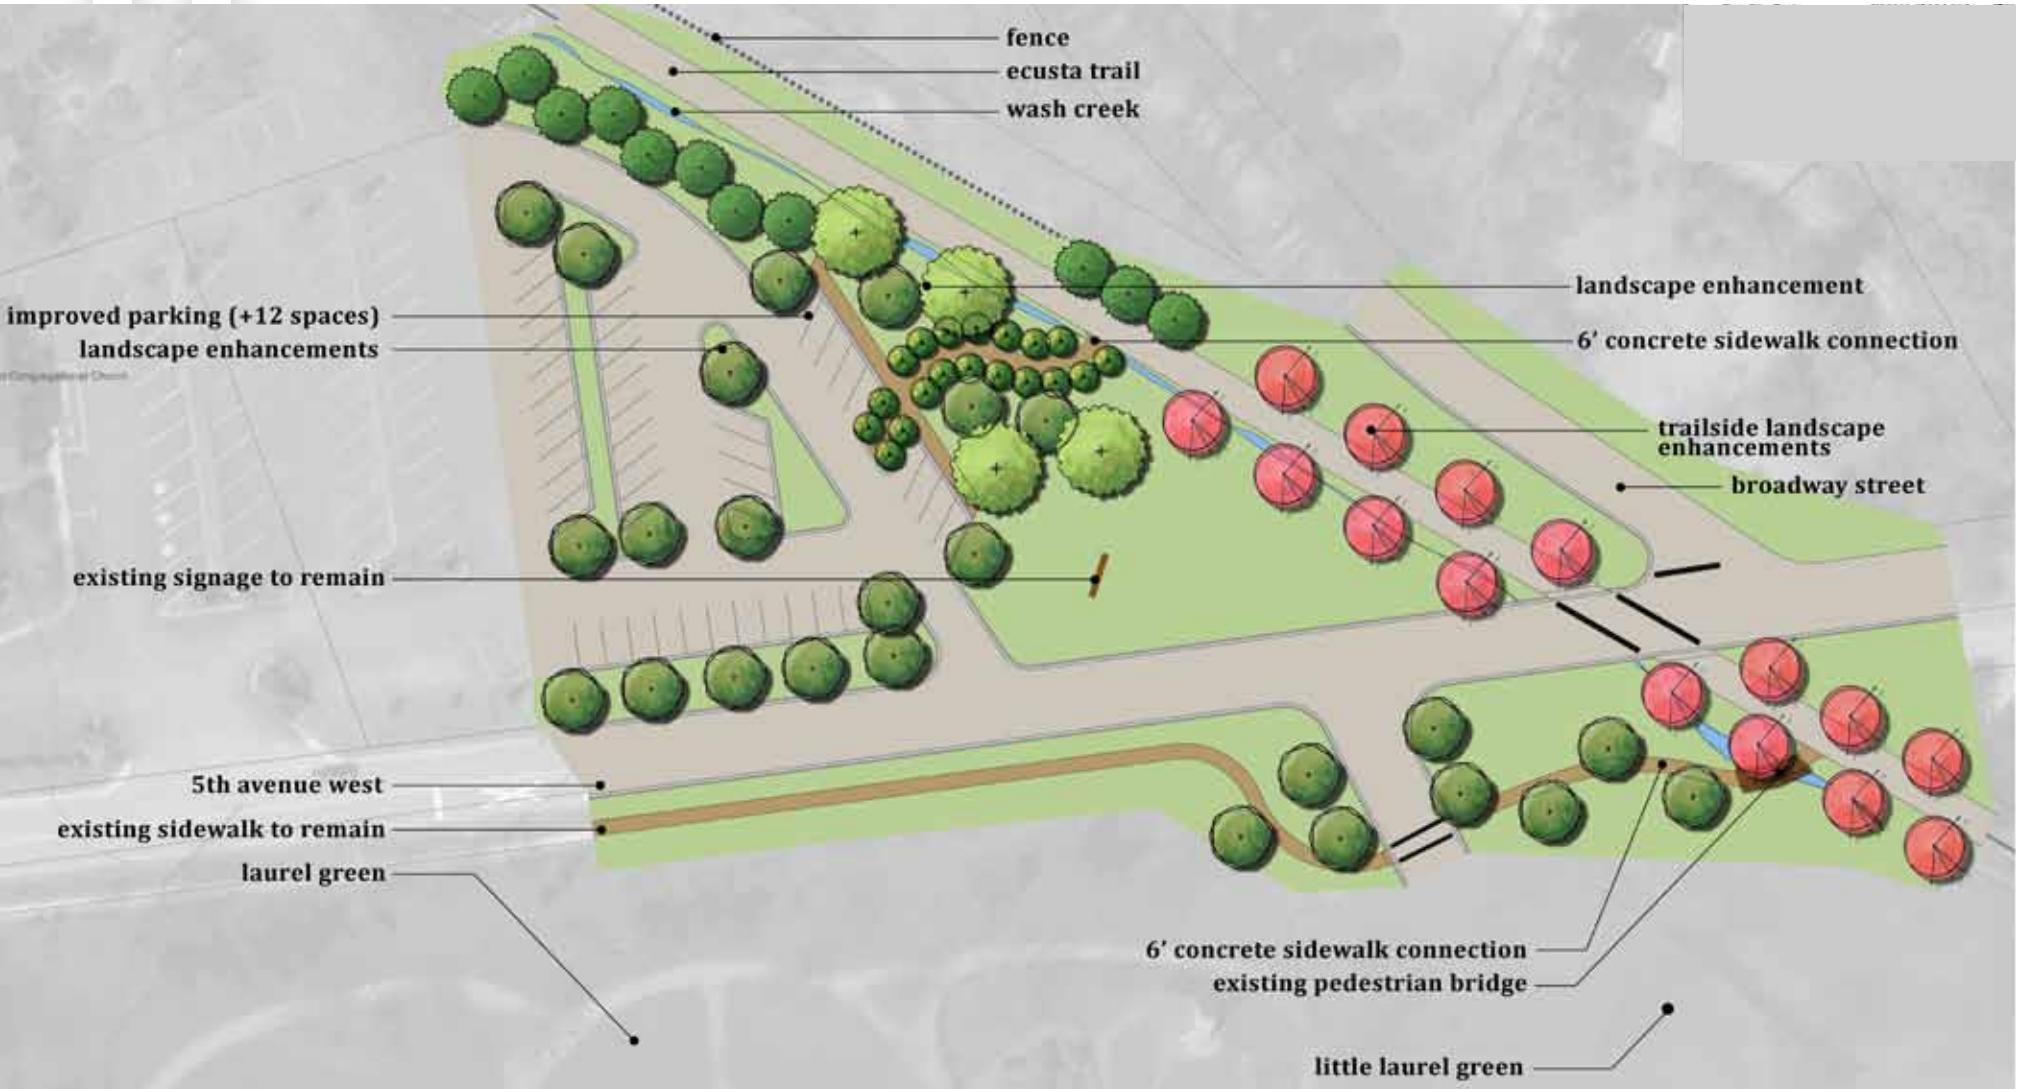 fence
ecusta trail
wash creek
landscape enhancement
6' concrete sidewalk connection
improved parking (+12 spaces)
landscape enhancements
trailside landscape
enhancements
broadway street
existing signage to remain
5th avenue west
existing sidewalk to remain
laurel green
6' concrete sidewalk connection
existing pedestrian bridge
little laurel green